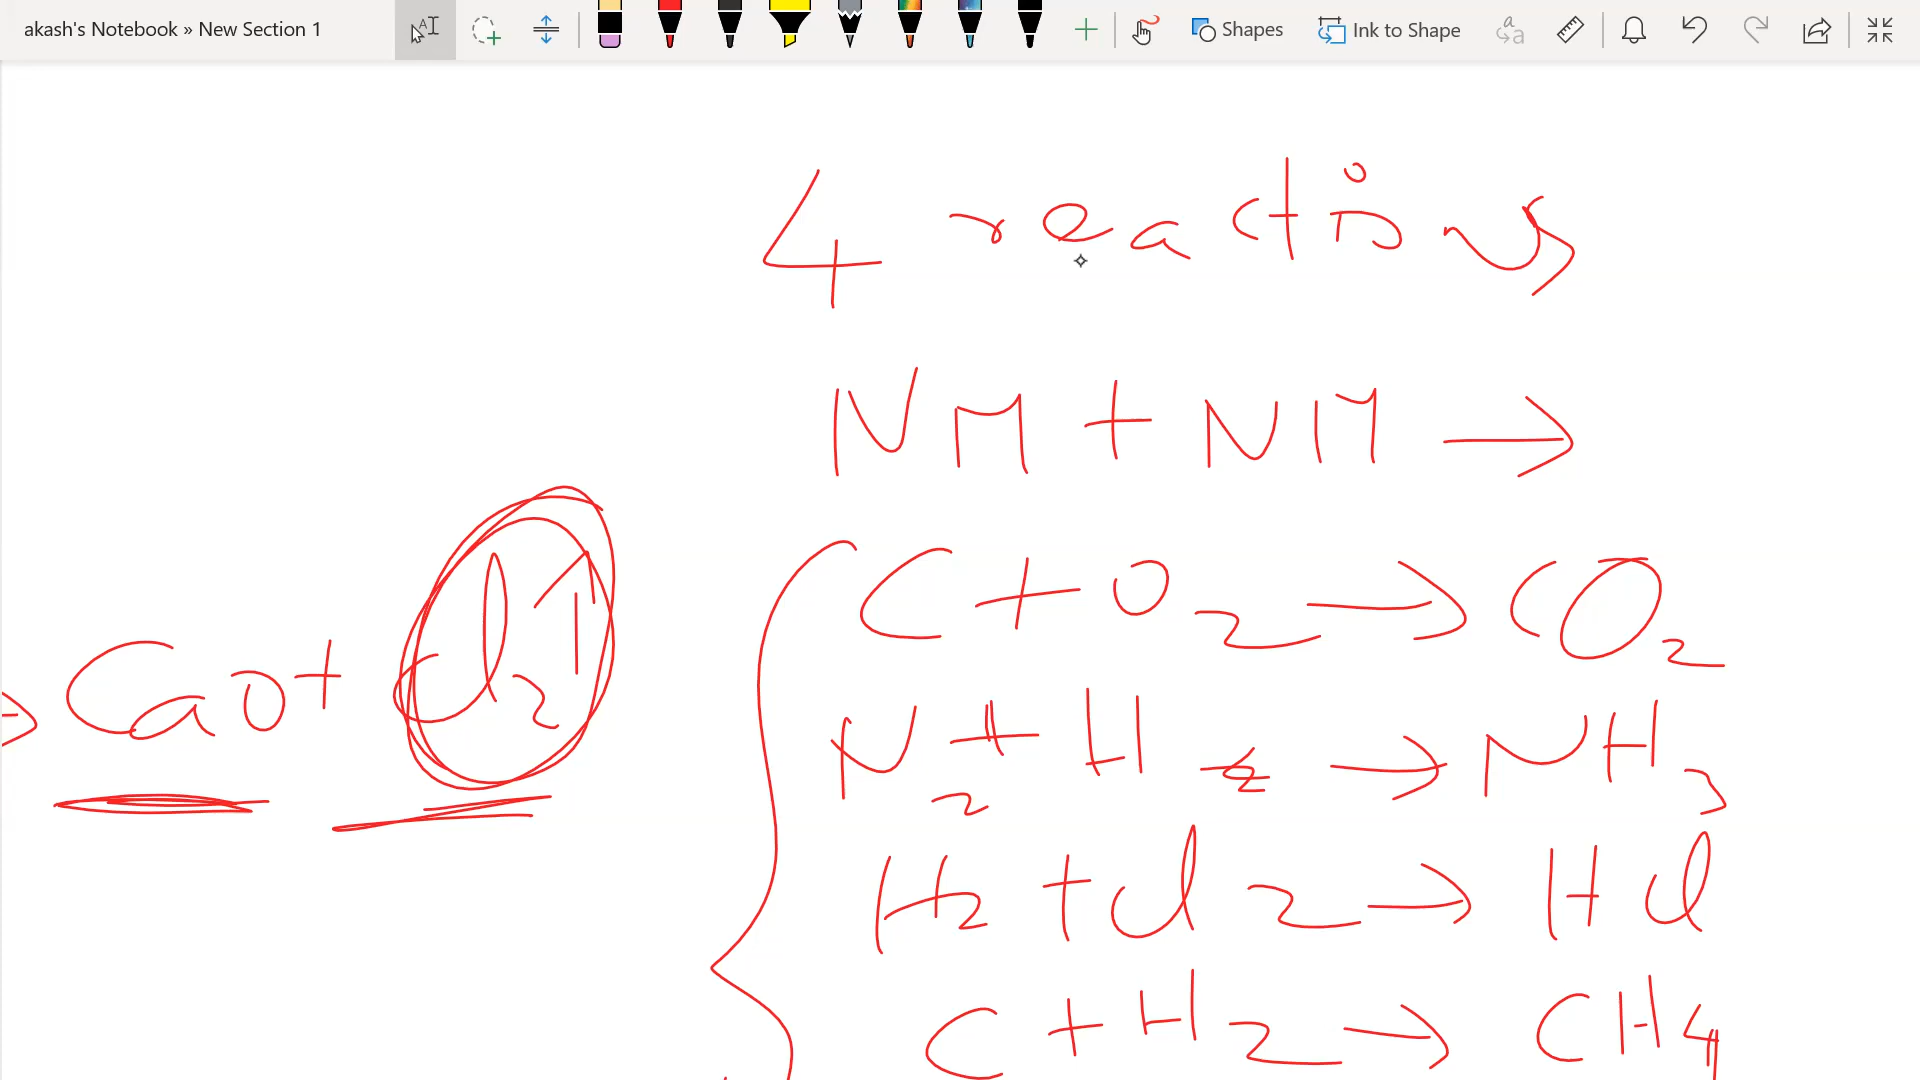 akash's Notebook » New Section 1
Shapes
Ink to Shape
4 reactions
NM + NM →
C + O2 → CO2
N2 + H2 → NH3
H2 + Cl2 → HCl
C + H2 → CH4
CaO + Cl2↑